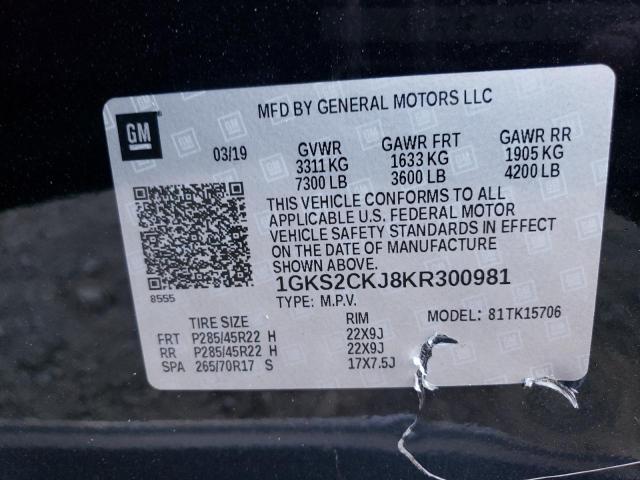 GM
MFD BY GENERAL MOTORS LLC
03/19 GVWR GAWR FRT GAWR RR
3311 KG 1633 KG 1905 KG
7300 LB 3600 LB 4200 LB
THIS VEHICLE CONFORMS TO ALL
APPLICABLE U.S. FEDERAL MOTOR
VEHICLE SAFETY STANDARDS IN EFFECT
ON THE DATE OF MANUFACTURE
SHOWN ABOVE.
8555
1GKS2CKJ8KR300981
TYPE: M.P.V.
MODEL: 81TK15706
TIRE SIZE RIM
FRT P285/45R22 H 22X9J
RR P285/45R22 H 22X9J
SPA 265/70R17 S 17X7.5J